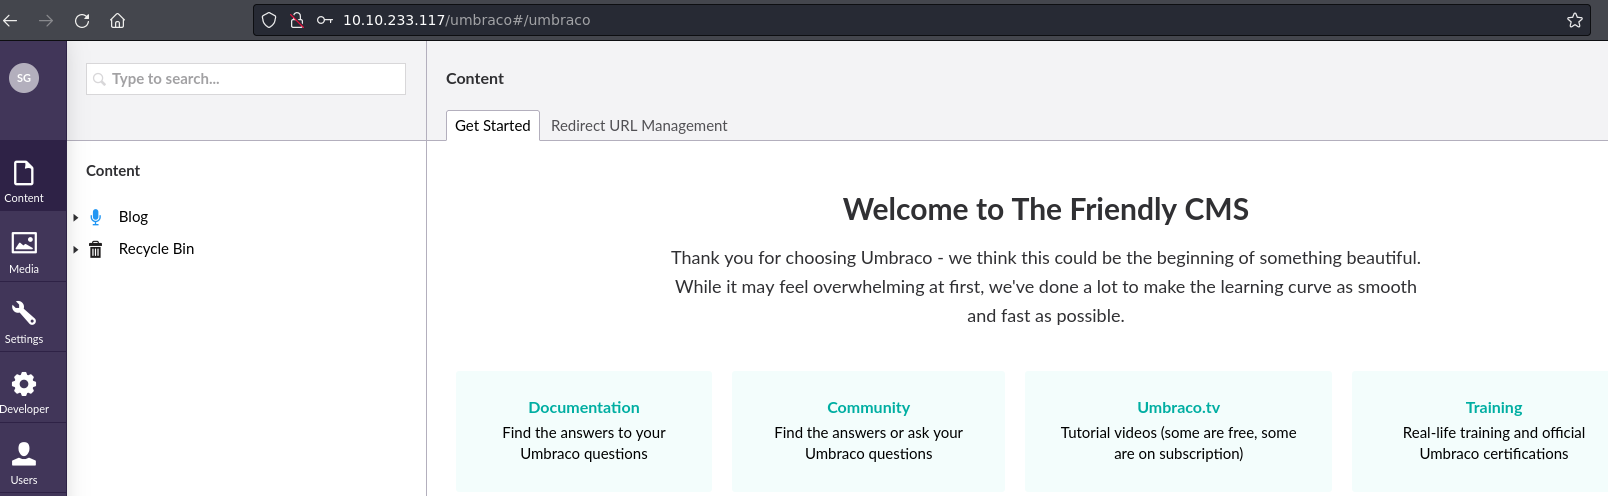 10.10.233.117/umbraco#/umbraco
SG
Type to search...
Content
Get Started
Redirect URL Management
Content
Blog
Recycle Bin
Content
Media
Settings
Developer
Users
Welcome to The Friendly CMS
Thank you for choosing Umbraco - we think this could be the beginning of something beautiful.
While it may feel overwhelming at first, we've done a lot to make the learning curve as smooth
and fast as possible.
Documentation
Find the answers to your
Umbraco questions
Community
Find the answers or ask your
Umbraco questions
Umbraco.tv
Tutorial videos (some are free, some
are on subscription)
Training
Real-life training and official
Umbraco certifications